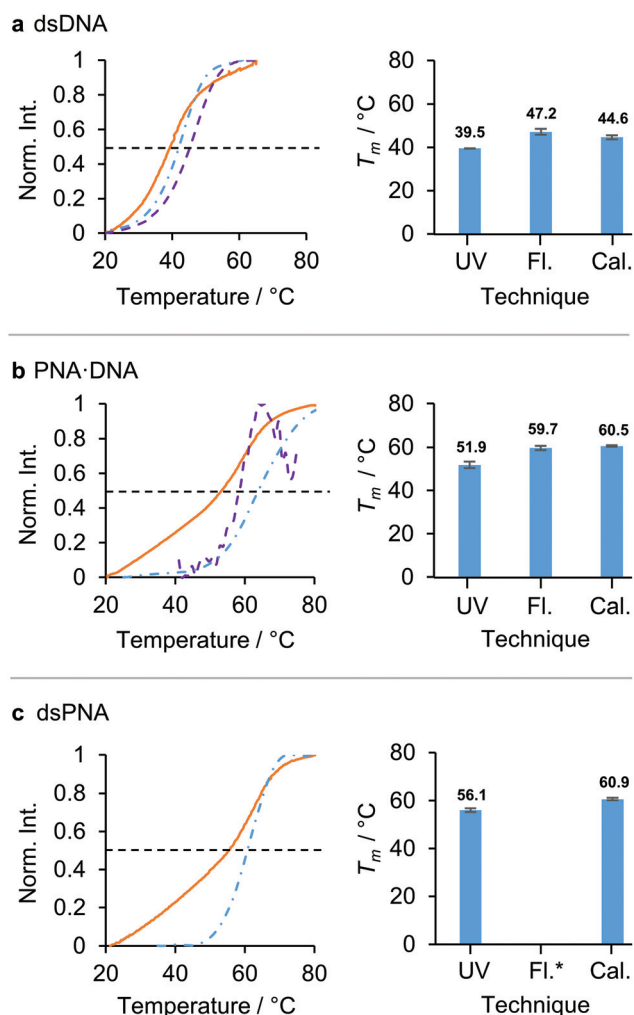 a dsDNA
1
0.8
0.6
0.4
0.2
0
Norm. Int.
20 40 60 80
Temperature / °C
80
60
40
20
0
Tm / °C
39.5 47.2 44.6
UV Fl. Cal.
Technique
b PNA·DNA
1
0.8
0.6
0.4
0.2
0
Norm. Int.
20 40 60 80
Temperature / °C
80
60
40
20
0
Tm / °C
51.9 59.7 60.5
UV Fl. Cal.
Technique
c dsPNA
1
0.8
0.6
0.4
0.2
0
Norm. Int.
20 40 60 80
Temperature / °C
80
60
40
20
0
Tm / °C
56.1 60.9
UV Fl.* Cal.
Technique